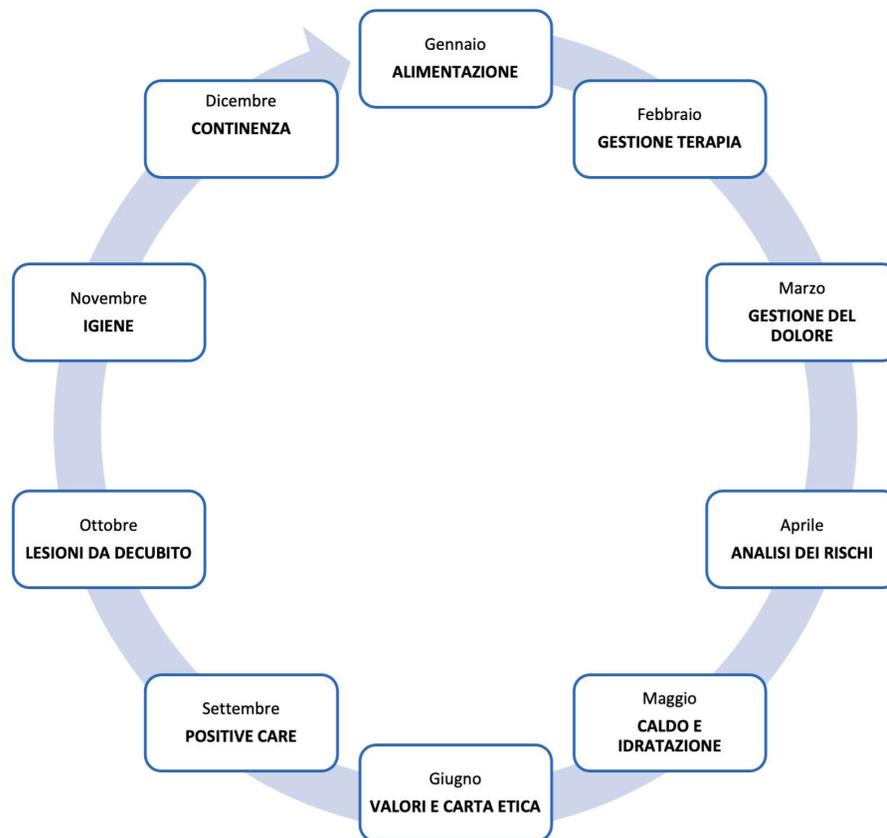 Gennaio
ALIMENTAZIONE
Febbraio
GESTIONE TERAPIA
Marzo
GESTIONE DEL
DOLORE
Aprile
ANALISI DEI RISCHI
Maggio
CALDO E
IDRATAZIONE
Giugno
VALORI E CARTA ETICA
Settembre
POSITIVE CARE
Ottobre
LESIONI DA DECUBITO
Novembre
IGIENE
Dicembre
CONTINENZA